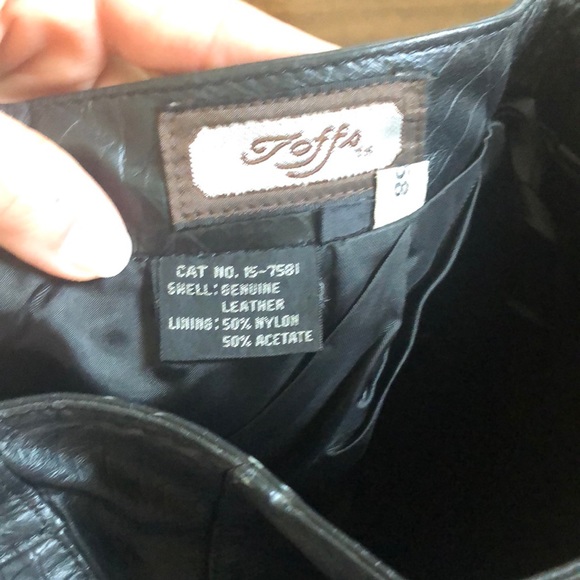 Toffs
CAT NO. 15-7581
SHELL: GENUINE
LEATHER
LINING: 50% NYLON
50% ACETATE